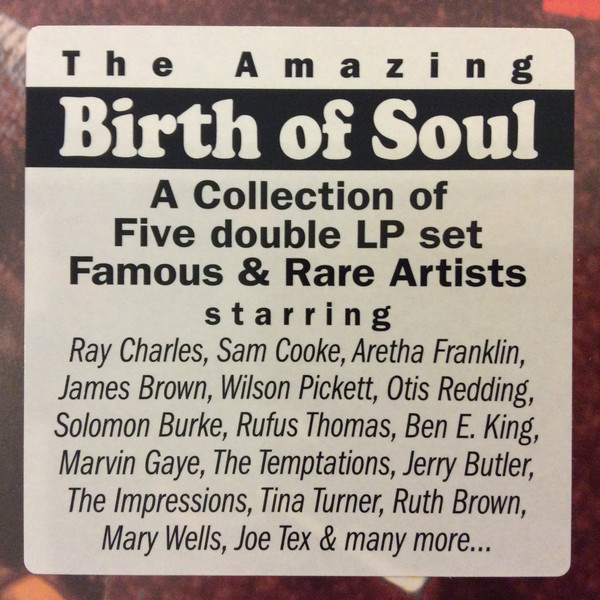 The Amazing
Birth of Soul
A Collection of
Five double LP set
Famous & Rare Artists
starring
Ray Charles, Sam Cooke, Aretha Franklin,
James Brown, Wilson Pickett, Otis Redding,
Solomon Burke, Rufus Thomas, Ben E. King,
Marvin Gaye, The Temptations, Jerry Butler,
The Impressions, Tina Turner, Ruth Brown,
Mary Wells, Joe Tex & many more...